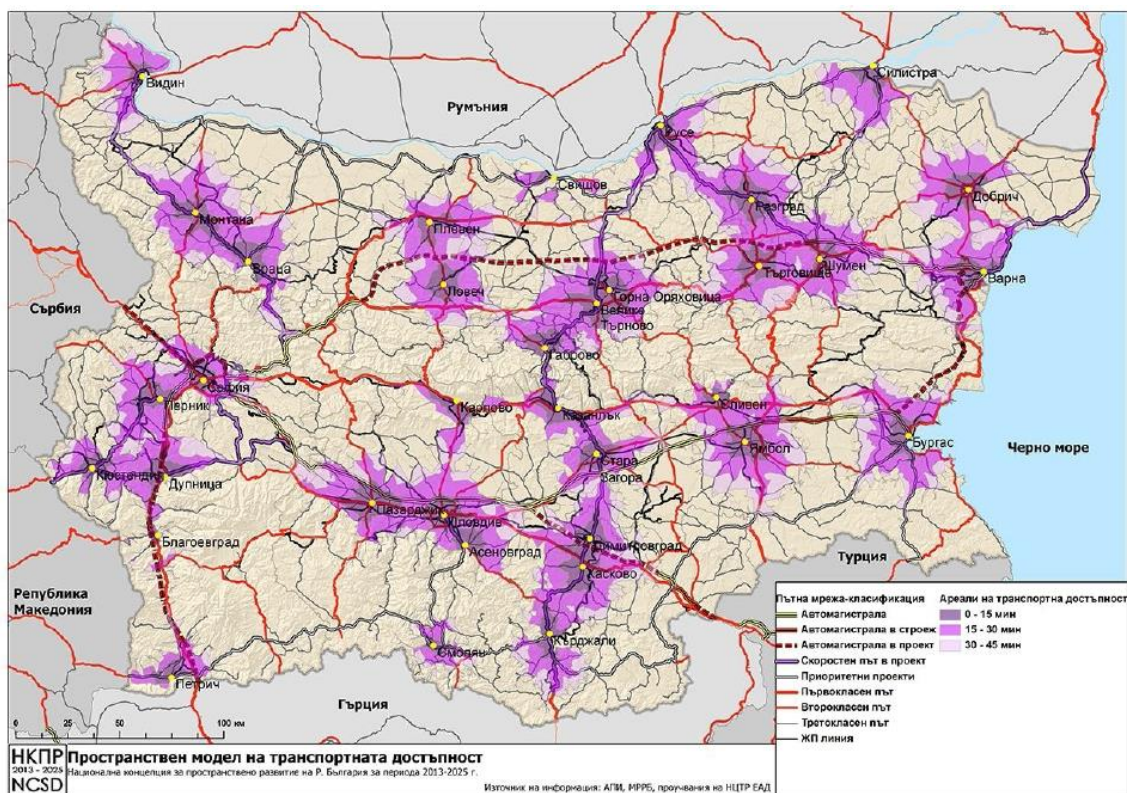 Видин
Силистра
Румъния
Русе
Свищов
Добрич
Разград
Монтана
Плевен
Шумен
Враца
Търговище
Варна
Ловеч
Горна Оряховица
Велико
Търново
Сърбия
Габрово
София
Перник
Сливен
Карлово
Казанлък
Бургас
Черно море
Ямбол
Стара
Загора
Кюстендил
Дупница
Пазарджик
Пловдив
Димитровград
Асеновград
Благоевград
Турция
Хасково
Република
Македония
Кърджали
Смолян
Петрич
Гърция
0 25 50 100 км
Пътна мрежа-класификация
Автомагистрала
Автомагистрала в строеж
Автомагистрала в проект
Скоростен път в проект
Приоритетни проекти
Първокласен път
Второкласен път
Третокласен път
ЖП линия
Ареали на транспортна достъпност
0 - 15 мин
15 - 30 мин
30 - 45 мин
НКПР
2013 - 2025
NCSD
Пространствен модел на транспортната достъпност
Национална концепция за пространствено развитие на Р. България за периода 2013-2025 г.
Източник на информация: АПИ, МРРБ, проучвания на НЦТР ЕАД